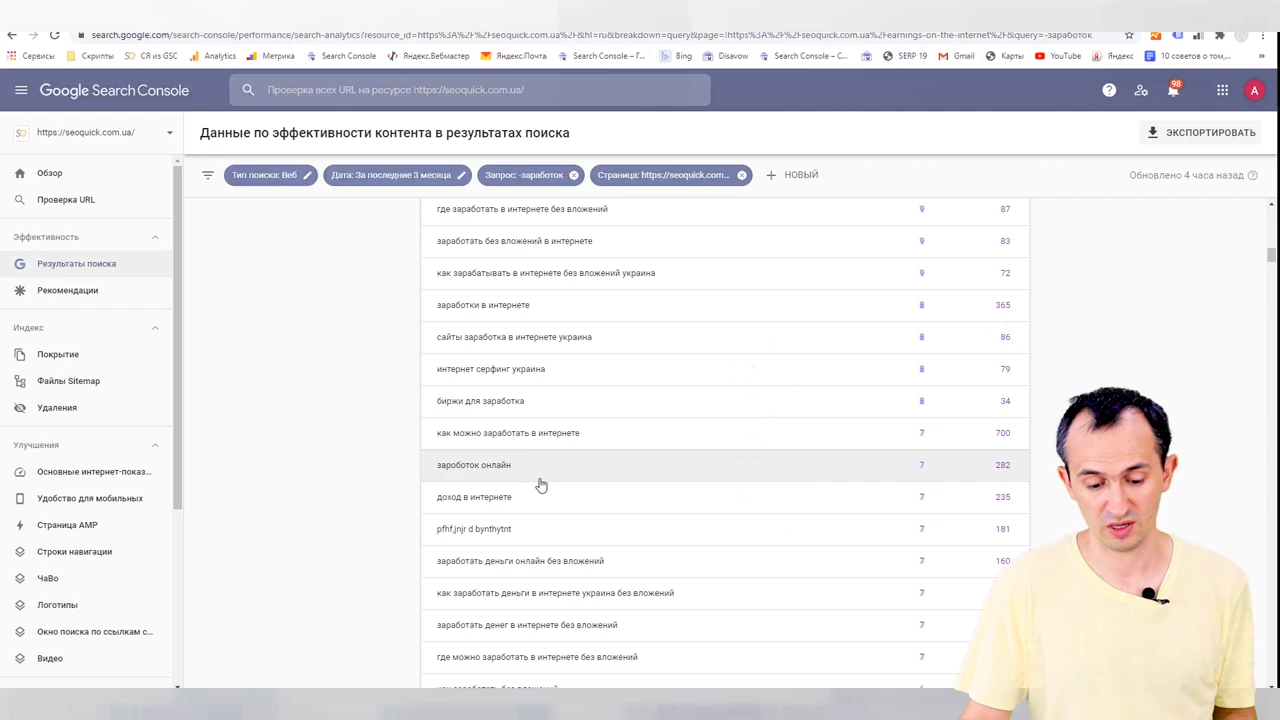 search.google.com/search-console/performance/search-analytics?resource_id=https%3A%2F%2Fseoquick.com.ua%2F&hl=ru&breakdown=query&page=!https%3A%2F%2Fseoquick.com.ua%2Fearnings-on-the-internet%2F&query=-заработок
Сервисы Скрипты СЯ из GSC Analytics Метрика Search Console Яндекс.Вебмастер Яндекс.Почта Search Console – Г... Bing Disavow Search Console – С... SERP 19 Gmail Карты YouTube Яндекс 10 советов о том,... »
Google Search Console
Проверка всех URL на ресурсе https://seoquick.com.ua/
98
A
https://seoquick.com.ua/
Данные по эффективности контента в результатах поиска
ЭКСПОРТИРОВАТЬ
Тип поиска: Веб
Дата: За последние 3 месяца
Запрос: -заработок
Страница: https://seoquick.com...
НОВЫЙ
Обновлено 4 часа назад
Обзор
Проверка URL
Эффективность
Результаты поиска
Рекомендации
Индекс
Покрытие
Файлы Sitemap
Удаления
Улучшения
Основные интернет-показ...
Удобство для мобильных
Страница AMP
Строки навигации
ЧаВо
Логотипы
Окно поиска по ссылкам с...
Видео
где заработать в интернете без вложений 9 87
заработать без вложений в интернете 9 83
как зарабатывать в интернете без вложений украина 9 72
заработки в интернете 8 365
сайты заработка в интернете украина 8 86
интернет серфинг украина 8 79
биржи для заработка 8 34
как можно заработать в интернете 7 700
зароботок онлайн 7 282
доход в интернете 7 235
pfhf,jnjr d bynthytnt 7 181
заработать деньги онлайн без вложений 7 160
как заработать деньги в интернете украина без вложений 7
заработать денег в интернете без вложений 7
где можно заработать в интернете без вложений 7